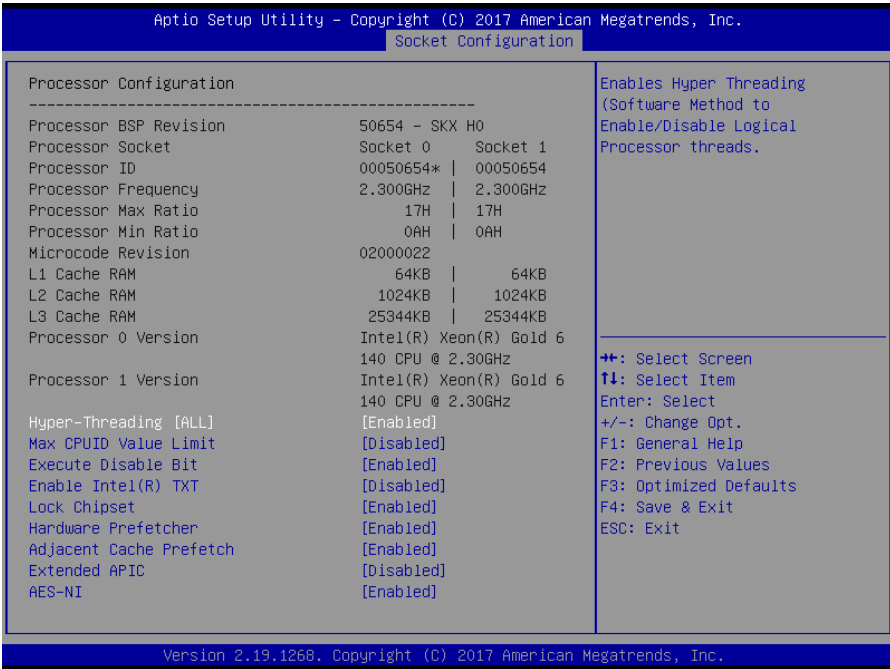 Aptio Setup Utility – Copyright (C) 2017 American Megatrends, Inc.
Socket Configuration
Processor Configuration
--------------------------------------------------
Processor BSP Revision 50654 - SKX H0
Processor Socket Socket 0 Socket 1
Processor ID 00050654* | 00050654
Processor Frequency 2.300GHz | 2.300GHz
Processor Max Ratio 17H | 17H
Processor Min Ratio 0AH | 0AH
Microcode Revision 02000022
L1 Cache RAM 64KB | 64KB
L2 Cache RAM 1024KB | 1024KB
L3 Cache RAM 25344KB | 25344KB
Processor 0 Version Intel(R) Xeon(R) Gold 6
140 CPU @ 2.30GHz
Processor 1 Version Intel(R) Xeon(R) Gold 6
140 CPU @ 2.30GHz
Hyper-Threading [ALL] [Enabled]
Max CPUID Value Limit [Disabled]
Execute Disable Bit [Enabled]
Enable Intel(R) TXT [Disabled]
Lock Chipset [Enabled]
Hardware Prefetcher [Enabled]
Adjacent Cache Prefetch [Enabled]
Extended APIC [Disabled]
AES-NI [Enabled]
Enables Hyper Threading
(Software Method to
Enable/Disable Logical
Processor threads.
→←: Select Screen
↑↓: Select Item
Enter: Select
+/-: Change Opt.
F1: General Help
F2: Previous Values
F3: Optimized Defaults
F4: Save & Exit
ESC: Exit
Version 2.19.1268. Copyright (C) 2017 American Megatrends, Inc.